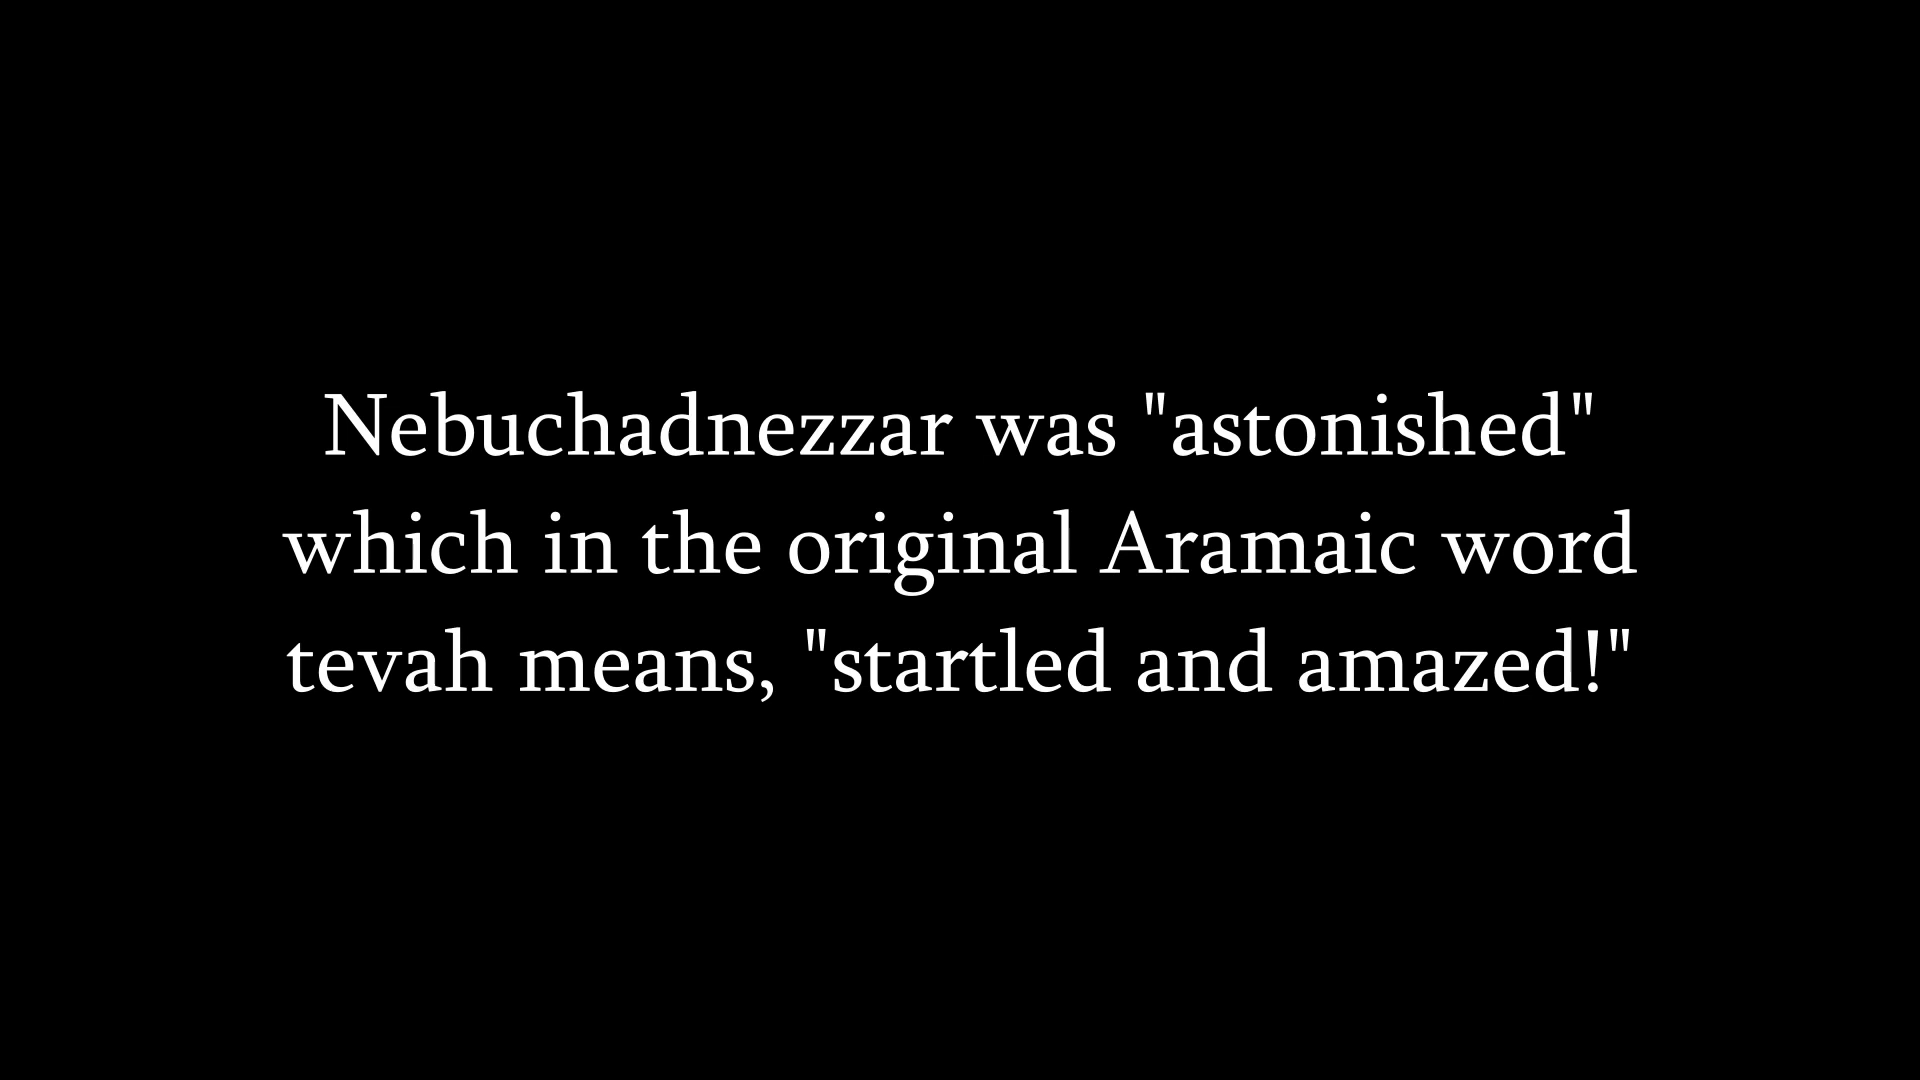 Nebuchadnezzar was "astonished"
which in the original Aramaic word
tevah means, "startled and amazed!"